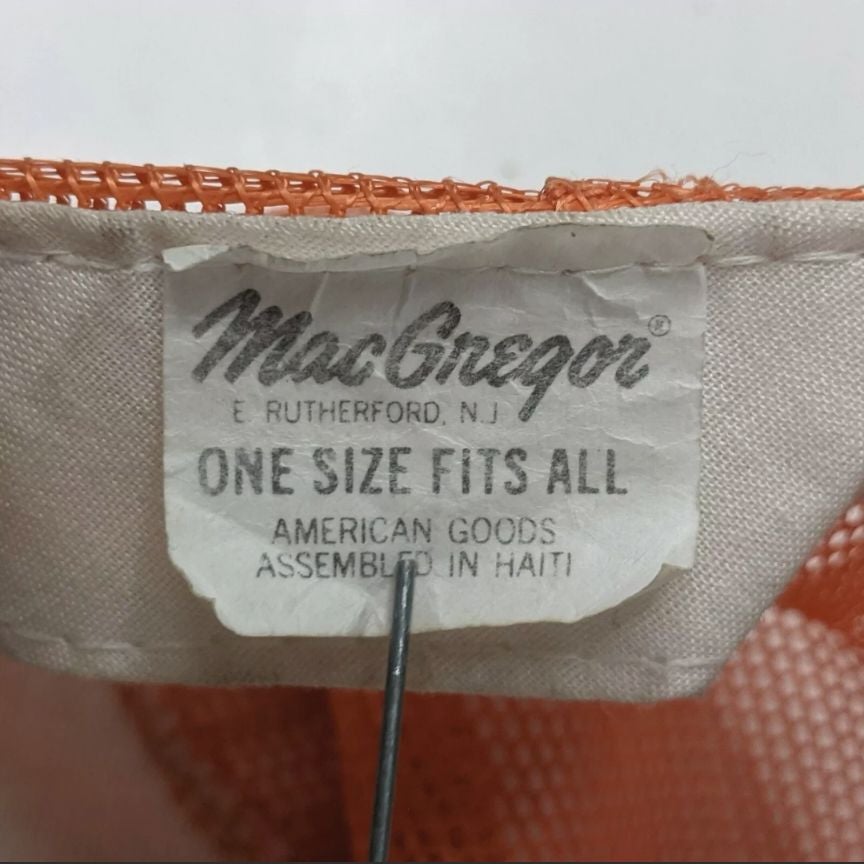 MacGregor®
E. RUTHERFORD, N.J
ONE SIZE FITS ALL
AMERICAN GOODS
ASSEMBLED IN HAITI